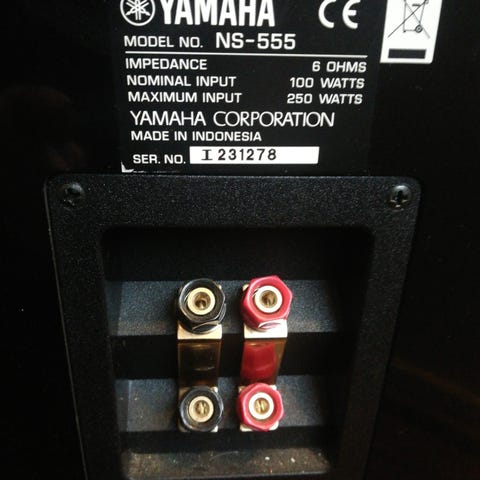 YAMAHA
MODEL NO. NS-555
IMPEDANCE 6 OHMS
NOMINAL INPUT 100 WATTS
MAXIMUM INPUT 250 WATTS
YAMAHA CORPORATION
MADE IN INDONESIA
SER. NO. I 231278
CE